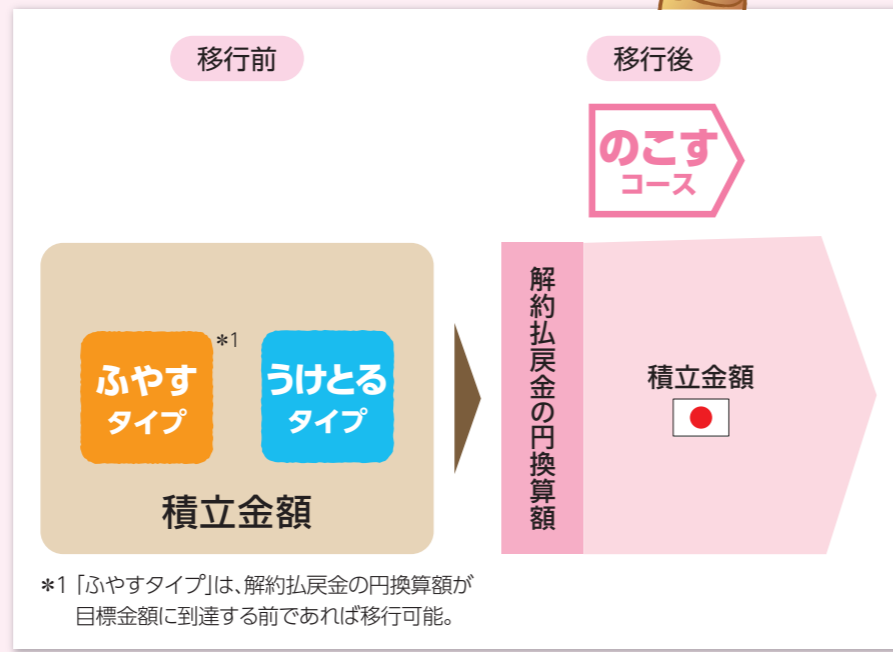 移行前
移行後
のこす
コース
ふやす
タイプ
*1
うけとる
タイプ
積立金額
解約払戻金の円換算額
積立金額
*1 「ふやすタイプ」は、解約払戻金の円換算額が
目標金額に到達する前であれば移行可能。